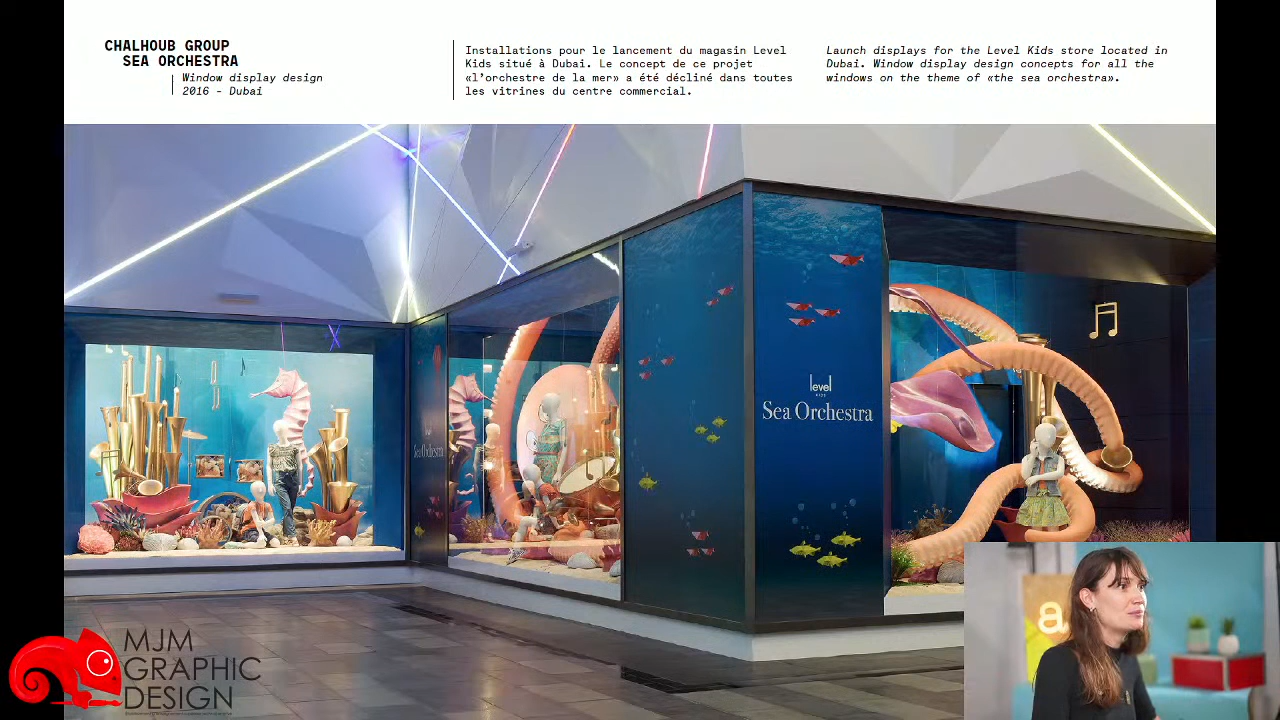 CHALHOUB GROUP
SEA ORCHESTRA
Window display design
2016 - Dubai
Installations pour le lancement du magasin Level
Kids situé à Dubai. Le concept de ce projet
«l'orchestre de la mer» a été décliné dans toutes
les vitrines du centre commercial.
Launch displays for the Level Kids store located in
Dubai. Window display design concepts for all the
windows on the theme of «the sea orchestra».
level
KIDS
Sea Orchestra
Sea Orchestra
a
MJM
GRAPHIC
DESIGN